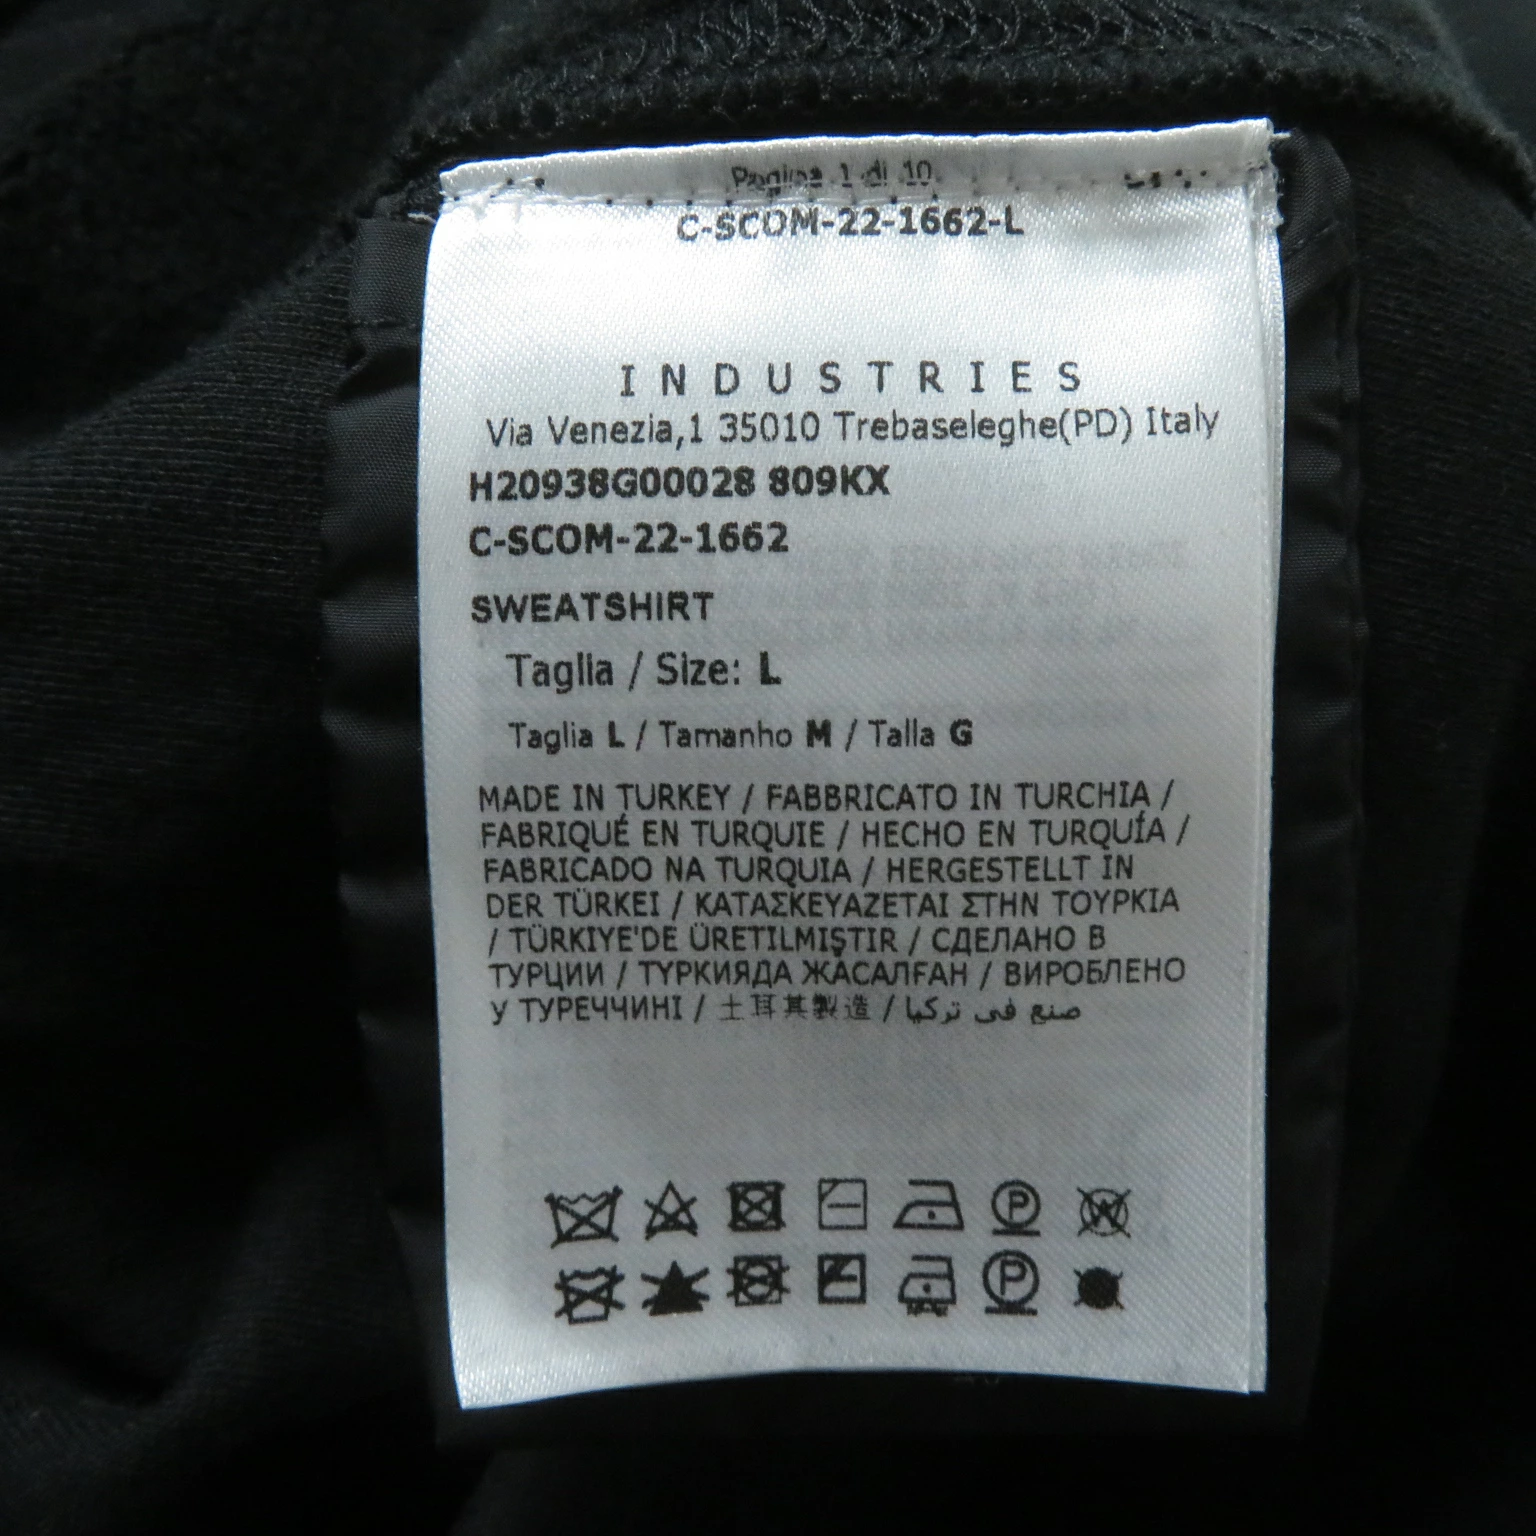 Pagina 1 di 10
C-SCOM-22-1662-L
INDUSTRIES
Via Venezia,1 35010 Trebaseleghe(PD) Italy
H20938G00028 809KX
C-SCOM-22-1662
SWEATSHIRT
Taglia / Size: L
Taglia L / Tamanho M / Talla G
MADE IN TURKEY / FABBRICATO IN TURCHIA /
FABRIQUÉ EN TURQUIE / HECHO EN TURQUÍA /
FABRICADO NA TURQUIA / HERGESTELLT IN
DER TÜRKEI / ΚΑΤΑΣΚΕΥΑΖΕΤΑΙ ΣΤΗΝ ΤΟΥΡΚΙΑ
/ TÜRKIYE'DE ÜRETILMIŞTIR / СДЕЛАНО В
ТУРЦИИ / ТҮРКИЯДА ЖАСАЛҒАН / ВИРОБЛЕНО
У ТУРЕЧЧИНІ / 土耳其製造 / صنع في تركيا
P W
P